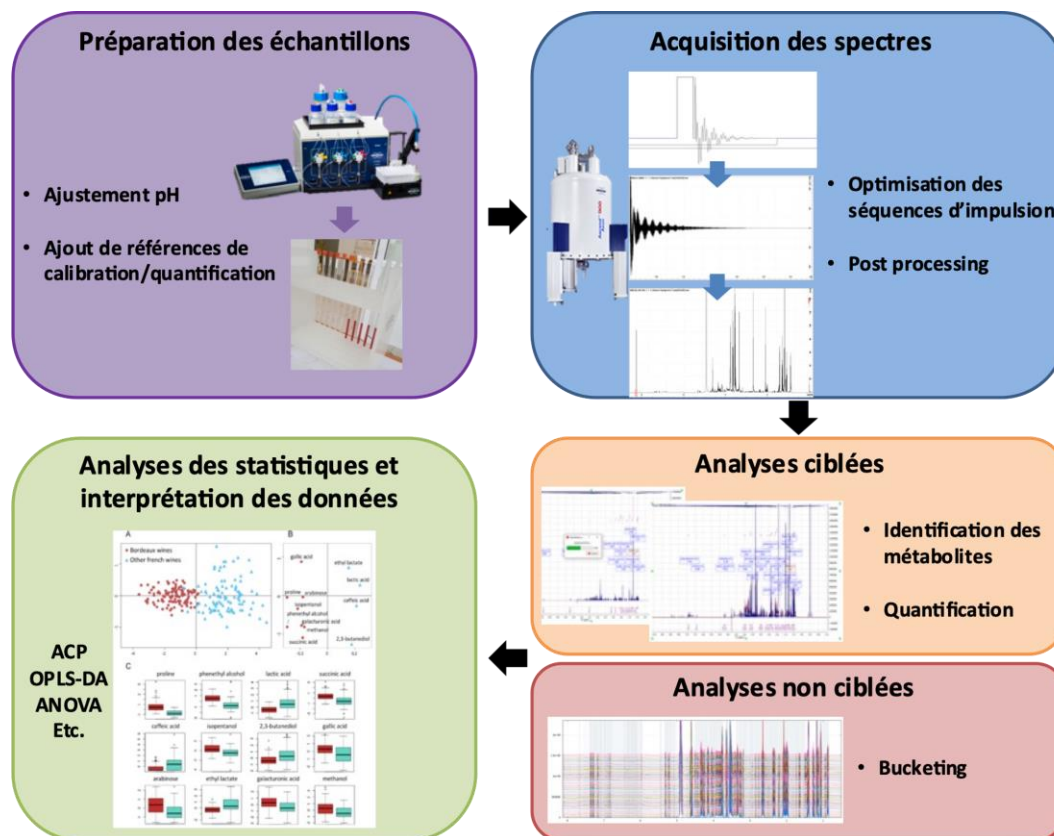 Préparation des échantillons
• Ajustement pH
• Ajout de références de
calibration/quantification
Acquisition des spectres
• Optimisation des
séquences d'impulsion
• Post processing
Analyses ciblées
• Identification des
métabolites
• Quantification
Analyses non ciblées
• Bucketing
Analyses des statistiques et
interprétation des données
A
Bordeaux wines
Other french wines
B
gallic acid
ethyl lactate
lactic acid
proline
arabinose
caffeic acid
isopentanol
phenethyl alcohol
galacturonic acid
methanol
succinic acid
2,3-butanediol
ACP
OPLS-DA
ANOVA
Etc.
C
proline phenethyl alcohol lactic acid succinic acid
caffeic acid isopentanol 2,3-butanediol gallic acid
arabinose ethyl lactate galacturonic acid methanol